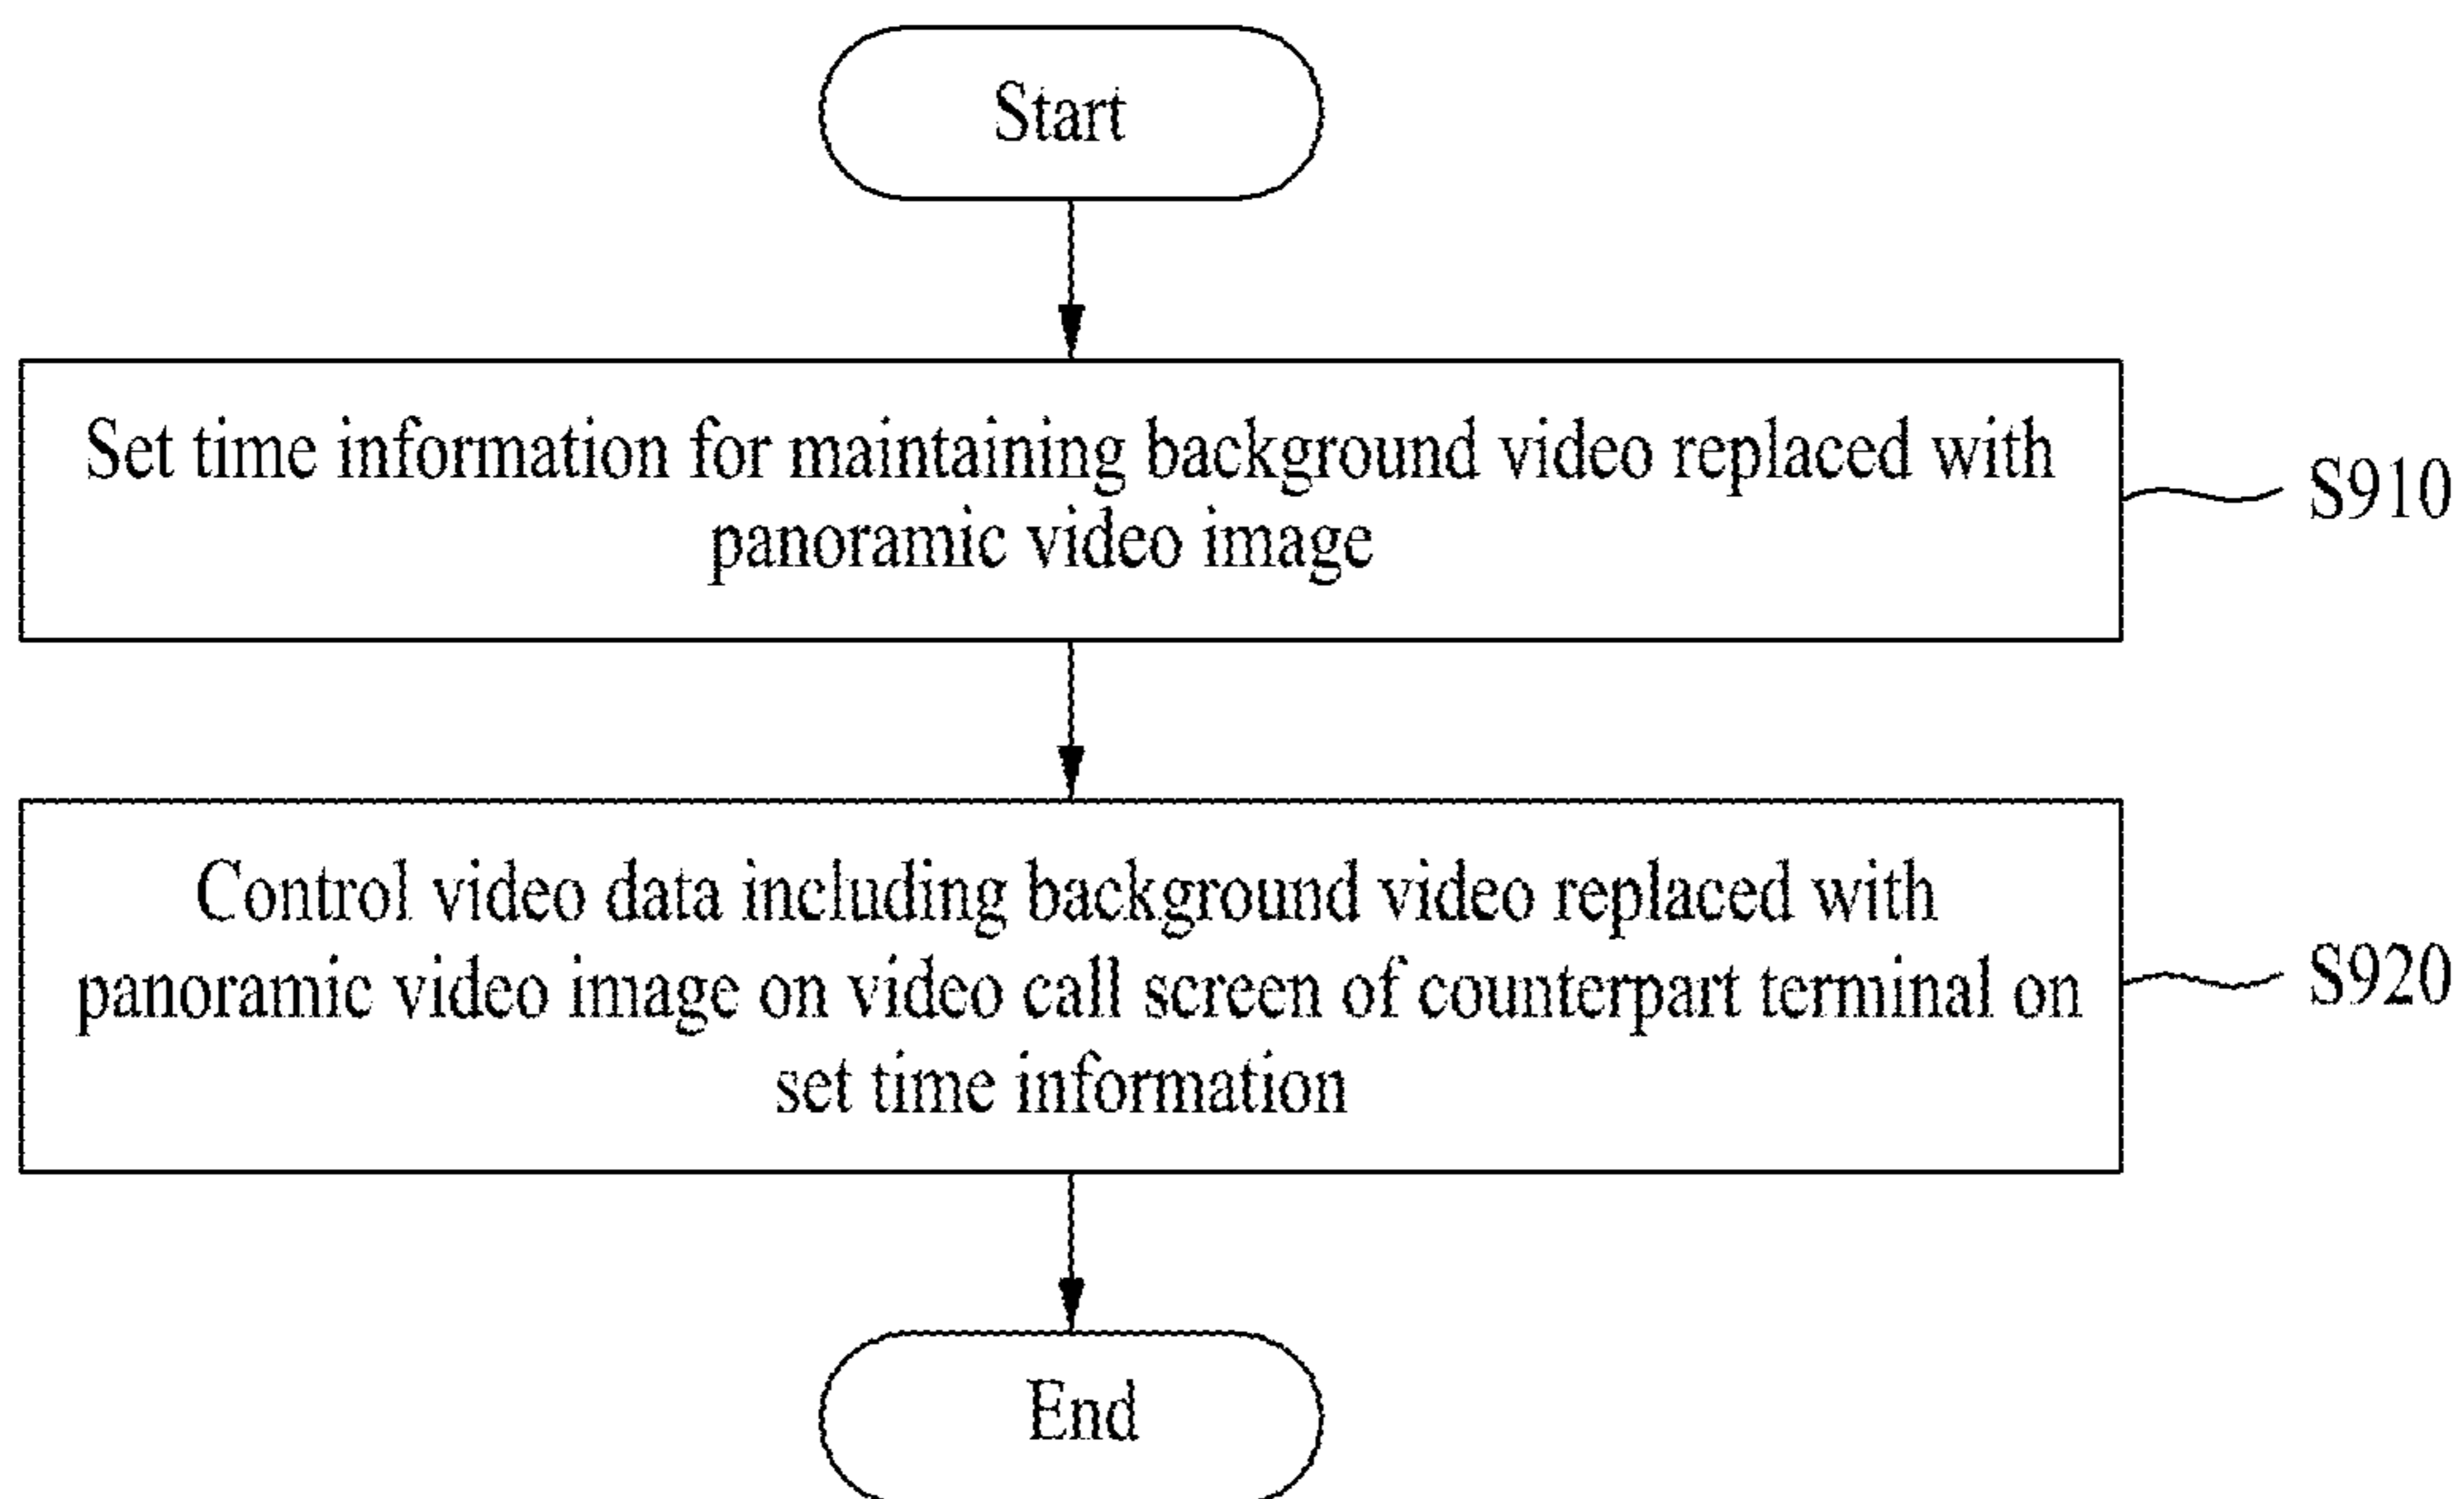 Start
Set time information for maintaining background video replaced with
panoramic video image
S910
Control video data including background video replaced with
panoramic video image on video call screen of counterpart terminal on
set time information
S920
End